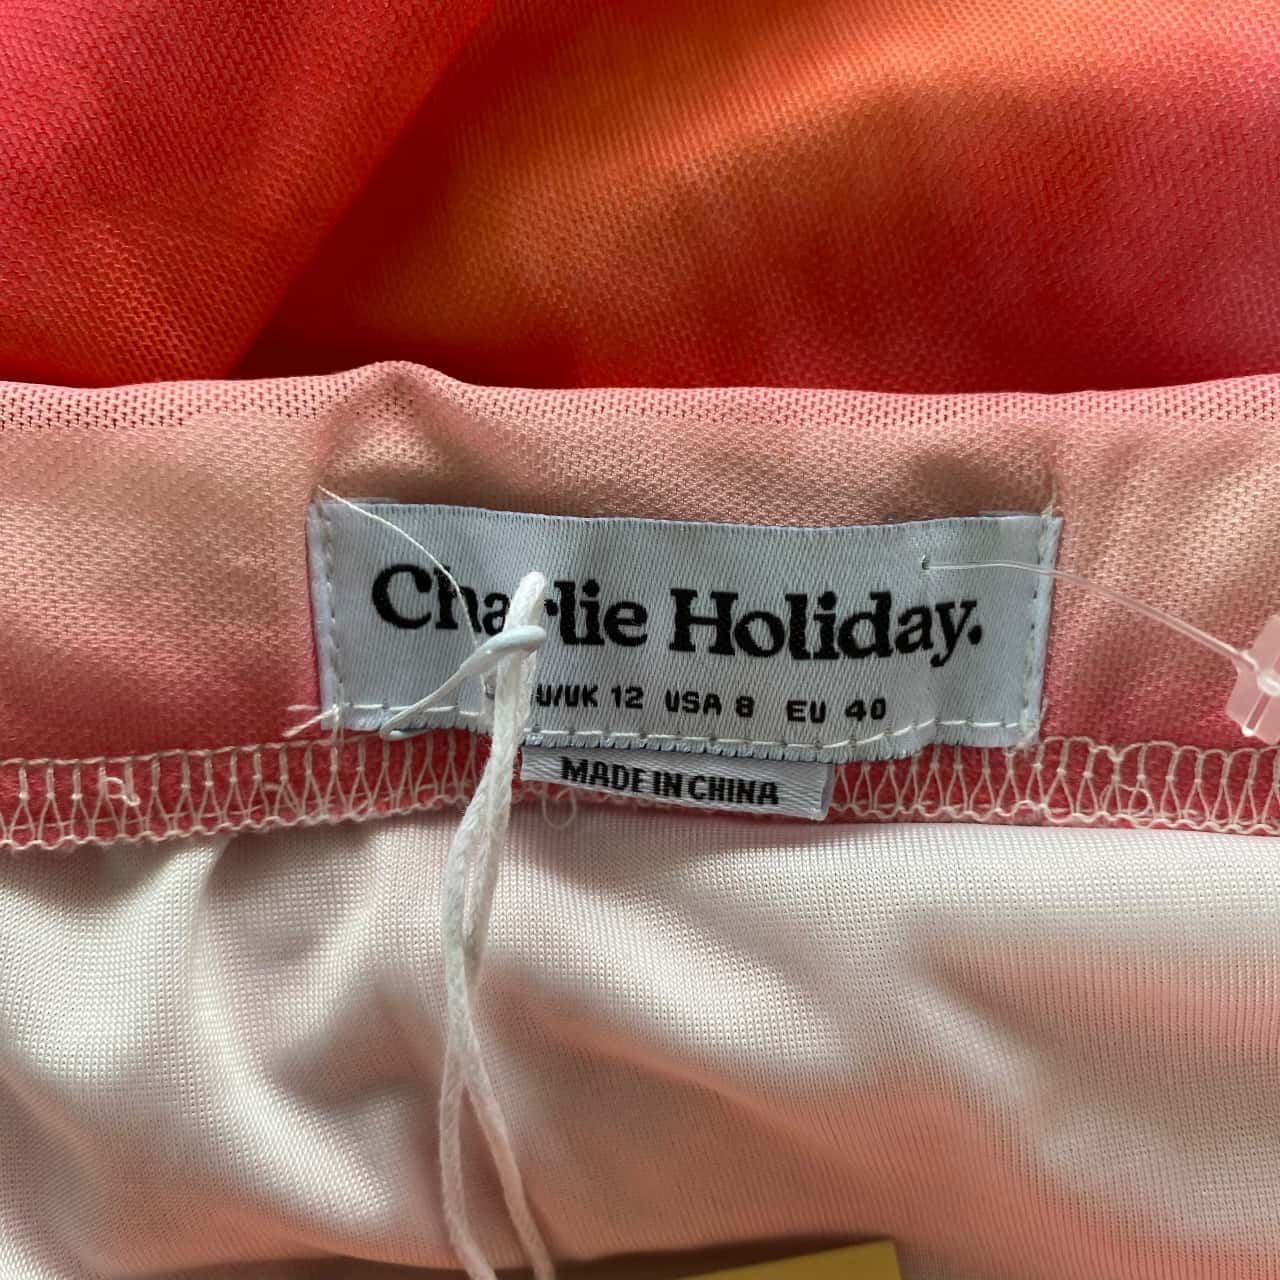 Charlie Holiday.
U/UK 12 USA 8 EU 40
MADE IN CHINA